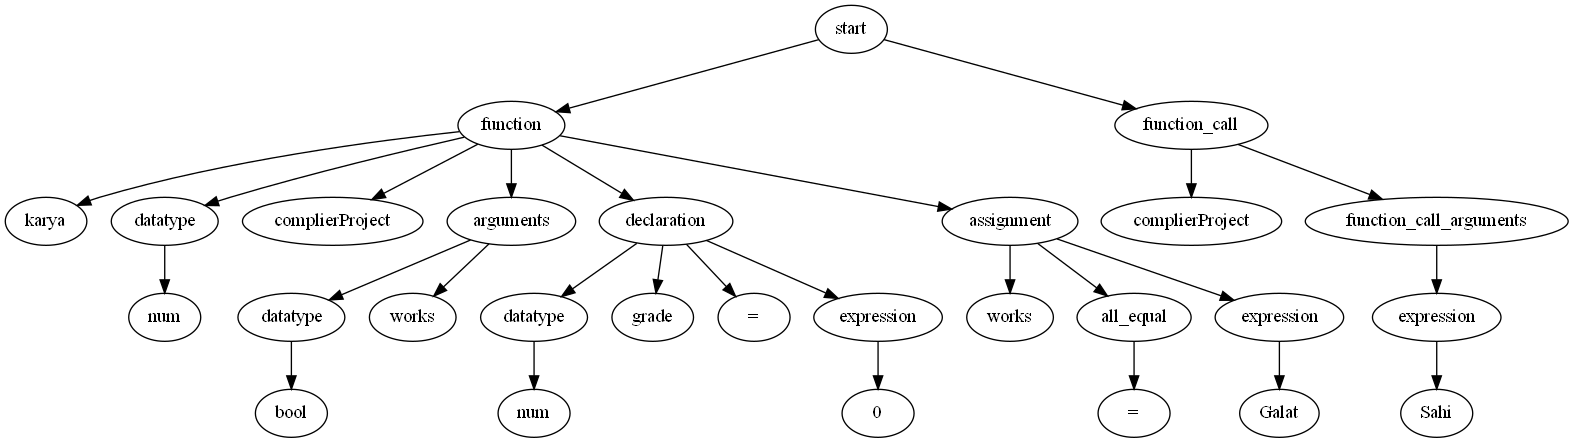 start
function function_call
karya datatype complierProject arguments declaration assignment complierProject function_call_arguments
num datatype works datatype grade = expression works all_equal expression expression
bool num 0 = Galat Sahi